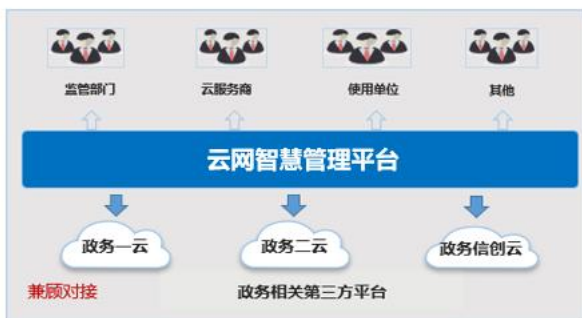 监管部门 云服务商 使用单位 其他
云网智慧管理平台
政务一云 政务二云 政务信创云
兼顾对接 政务相关第三方平台